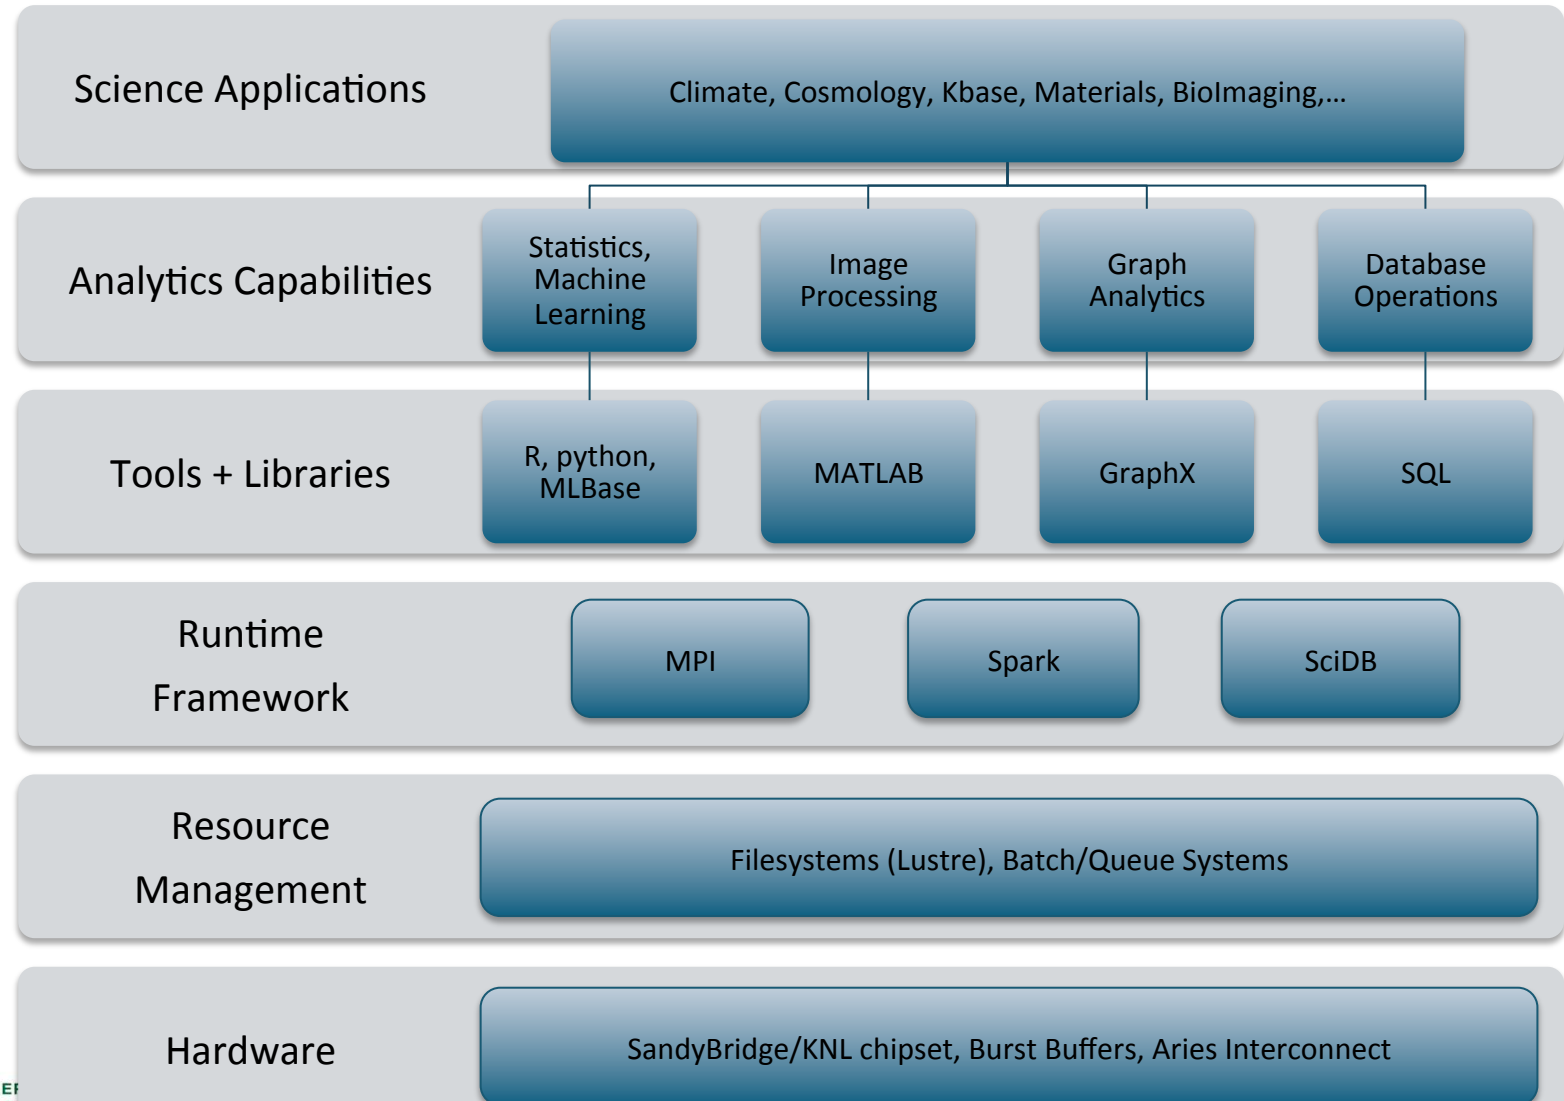 Science Applications
Climate, Cosmology, Kbase, Materials, BioImaging,...
Analytics Capabilities
Statistics,
Machine
Learning
Image
Processing
Graph
Analytics
Database
Operations
Tools + Libraries
R, python,
MLBase
MATLAB
GraphX
SQL
Runtime
Framework
MPI
Spark
SciDB
Resource
Management
Filesystems (Lustre), Batch/Queue Systems
Hardware
SandyBridge/KNL chipset, Burst Buffers, Aries Interconnect